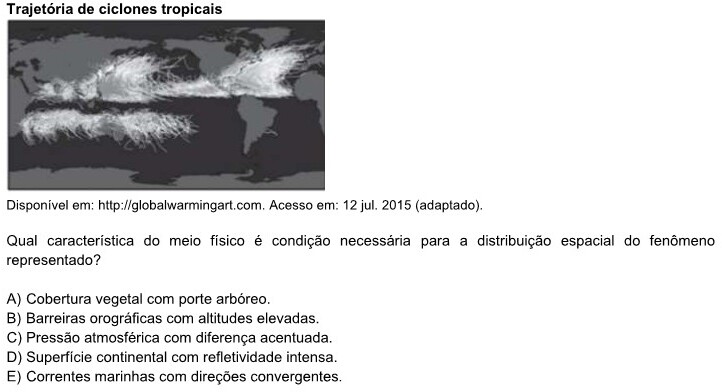 Trajetória de ciclones tropicais
Disponível em: http://globalwarmingart.com. Acesso em: 12 jul. 2015 (adaptado).
Qual característica do meio físico é condição necessária para a distribuição espacial do fenômeno
representado?
A) Cobertura vegetal com porte arbóreo.
B) Barreiras orográficas com altitudes elevadas.
C) Pressão atmosférica com diferença acentuada.
D) Superfície continental com refletividade intensa.
E) Correntes marinhas com direções convergentes.